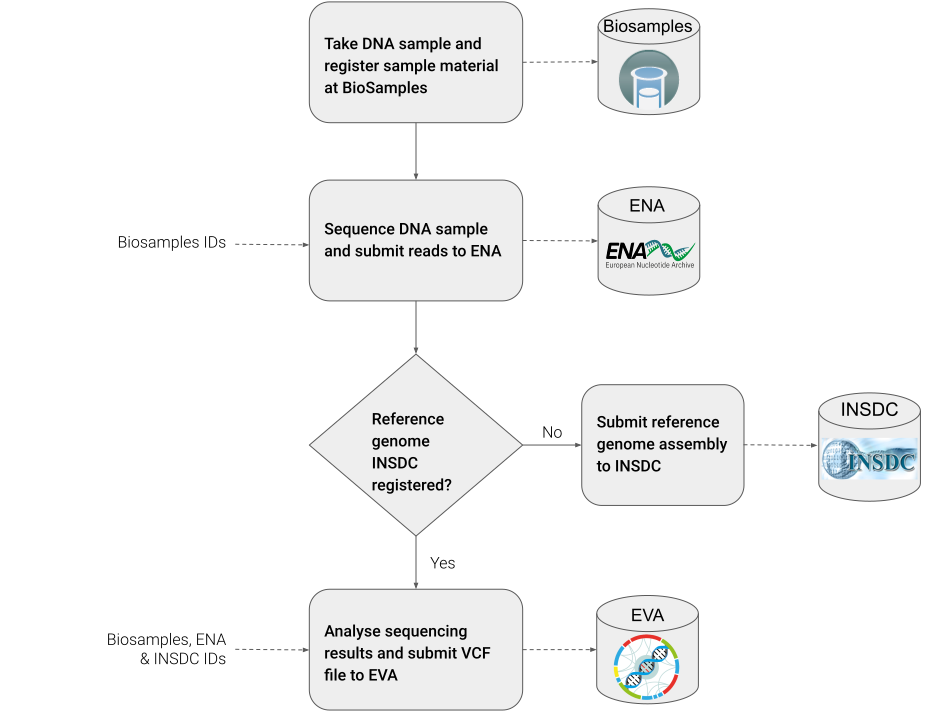 Take DNA sample and
register sample material
at BioSamples
Biosamples
Biosamples IDs
Sequence DNA sample
and submit reads to ENA
ENA
ENA
European Nucleotide Archive
Reference
genome
INSDC
registered?
No
Submit reference
genome assembly
to INSDC
INSDC
INSDC
Yes
Biosamples, ENA
& INSDC IDs
Analyse sequencing
results and submit VCF
file to EVA
EVA